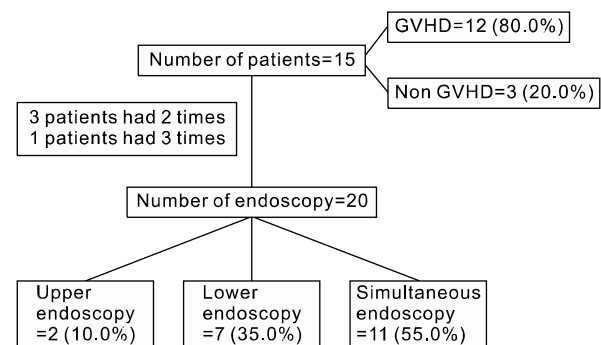 GVHD=12 (80.0%)
Number of patients=15
Non GVHD=3 (20.0%)
3 patients had 2 times
1 patients had 3 times
Number of endoscopy=20
Upper
endoscopy
=2 (10.0%)
Lower
endoscopy
=7 (35.0%)
Simultaneous
endoscopy
=11 (55.0%)